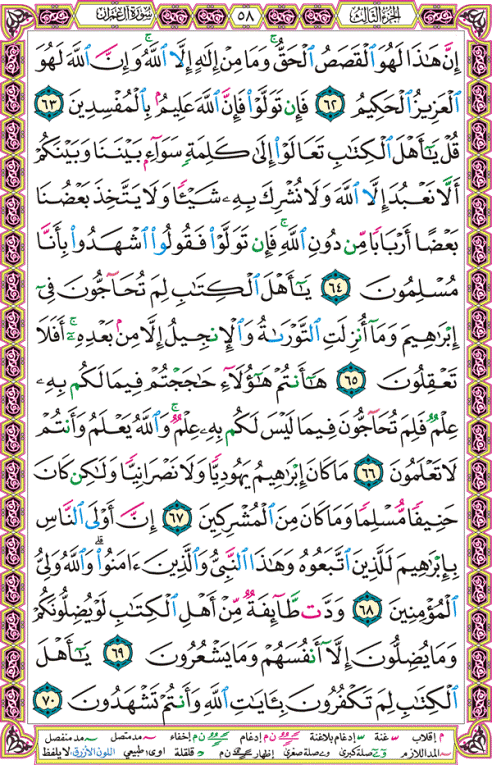 الجزء الثالث ٥٨ سورة آل عمران
إِنَّ هَٰذَا لَهُوَ ٱلْقَصَصُ ٱلْحَقُّ ۚ وَمَا مِنْ إِلَٰهٍ إِلَّا ٱللَّهُ ۚ وَإِنَّ ٱللَّهَ لَهُوَ
ٱلْعَزِيزُ ٱلْحَكِيمُ ٦٢ فَإِن تَوَلَّوْا۟ فَإِنَّ ٱللَّهَ عَلِيمٌۢ بِٱلْمُفْسِدِينَ ٦٣
قُلْ يَٰٓأَهْلَ ٱلْكِتَٰبِ تَعَالَوْا۟ إِلَىٰ كَلِمَةٍ سَوَآءٍۭ بَيْنَنَا وَبَيْنَكُمْ
أَلَّا نَعْبُدَ إِلَّا ٱللَّهَ وَلَا نُشْرِكَ بِهِۦ شَيْـًٔا وَلَا يَتَّخِذَ بَعْضُنَا
بَعْضًا أَرْبَابًا مِّن دُونِ ٱللَّهِ ۚ فَإِن تَوَلَّوْا۟ فَقُولُوا۟ ٱشْهَدُوا۟ بِأَنَّا
مُسْلِمُونَ ٦٤ يَٰٓأَهْلَ ٱلْكِتَٰبِ لِمَ تُحَآجُّونَ فِىٓ
إِبْرَٰهِيمَ وَمَآ أُنزِلَتِ ٱلتَّوْرَىٰةُ وَٱلْإِنجِيلُ إِلَّا مِنۢ بَعْدِهِۦٓ ۚ أَفَلَا
تَعْقِلُونَ ٦٥ هَٰٓأَنتُمْ هَٰٓؤُلَآءِ حَٰجَجْتُمْ فِيمَا لَكُم بِهِۦ
عِلْمٌ فَلِمَ تُحَآجُّونَ فِيمَا لَيْسَ لَكُم بِهِۦ عِلْمٌ ۚ وَٱللَّهُ يَعْلَمُ وَأَنتُمْ
لَا تَعْلَمُونَ ٦٦ مَا كَانَ إِبْرَٰهِيمُ يَهُودِيًّا وَلَا نَصْرَانِيًّا وَلَٰكِن كَانَ
حَنِيفًا مُّسْلِمًا وَمَا كَانَ مِنَ ٱلْمُشْرِكِينَ ٦٧ إِنَّ أَوْلَى ٱلنَّاسِ
بِإِبْرَٰهِيمَ لَلَّذِينَ ٱتَّبَعُوهُ وَهَٰذَا ٱلنَّبِىُّ وَٱلَّذِينَ ءَامَنُوا۟ ۗ وَٱللَّهُ وَلِىُّ
ٱلْمُؤْمِنِينَ ٦٨ وَدَّت طَّآئِفَةٌ مِّنْ أَهْلِ ٱلْكِتَٰبِ لَوْ يُضِلُّونَكُمْ
وَمَا يُضِلُّونَ إِلَّآ أَنفُسَهُمْ وَمَا يَشْعُرُونَ ٦٩ يَٰٓأَهْلَ
ٱلْكِتَٰبِ لِمَ تَكْفُرُونَ بِـَٔايَٰتِ ٱللَّهِ وَأَنتُمْ تَشْهَدُونَ ٧٠
م إقلاب س غنة س إدغام بلاغنة ن م إدغام ن م إخفاء مد متصل مد منفصل
المد اللازم صلة كبرى صلة صغرى إظهار ن م قلقلة اوى طبيعي اللون الأزرق لا يلفظ